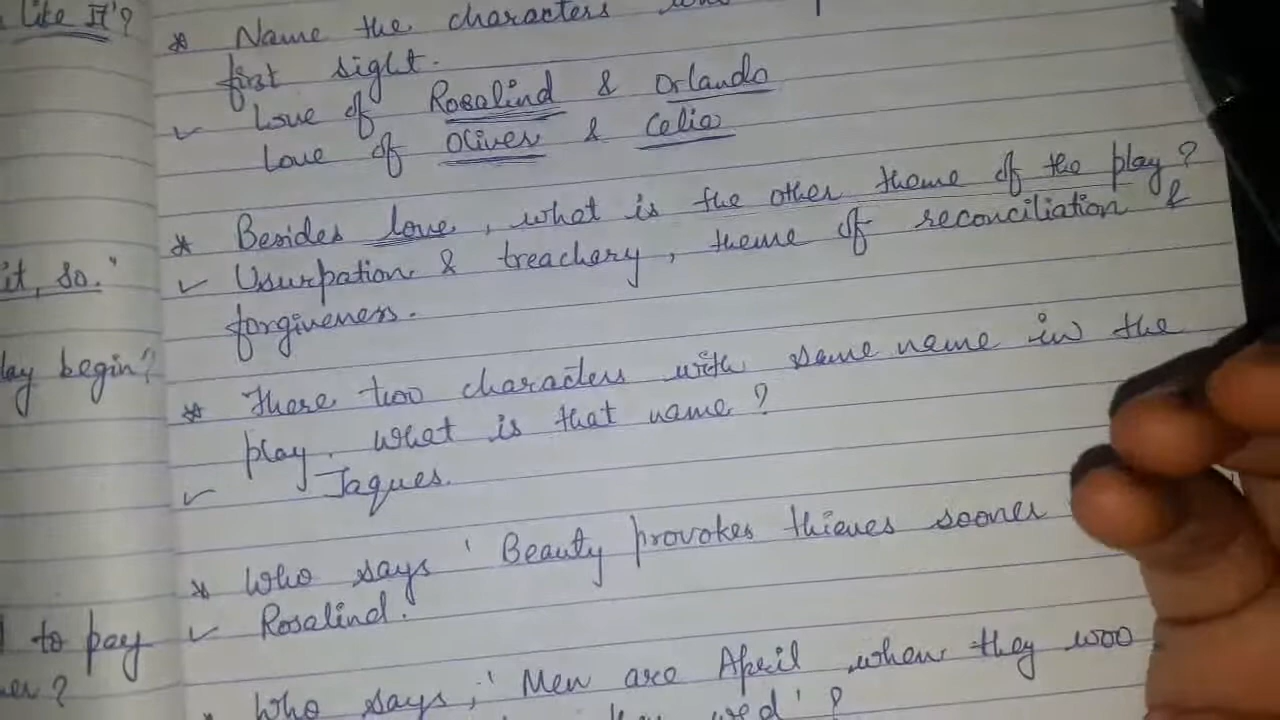 Like It'?
it, so."
lay begin?
to pay
* Name the characters
first sight.
✓ Love of Rosalind & Orlando
Love of Oliver & Celia
* Besides love, what is the other theme of the play?
✓ Usurpation & treachery, theme of reconciliation &
forgiveness.
* There two characters with same name in the
play. What is that name?
✓ Jaques.
* Who says 'Beauty provokes thieves sooner
✓ Rosalind.
* Who says, 'Men are April when they woo
wed'?